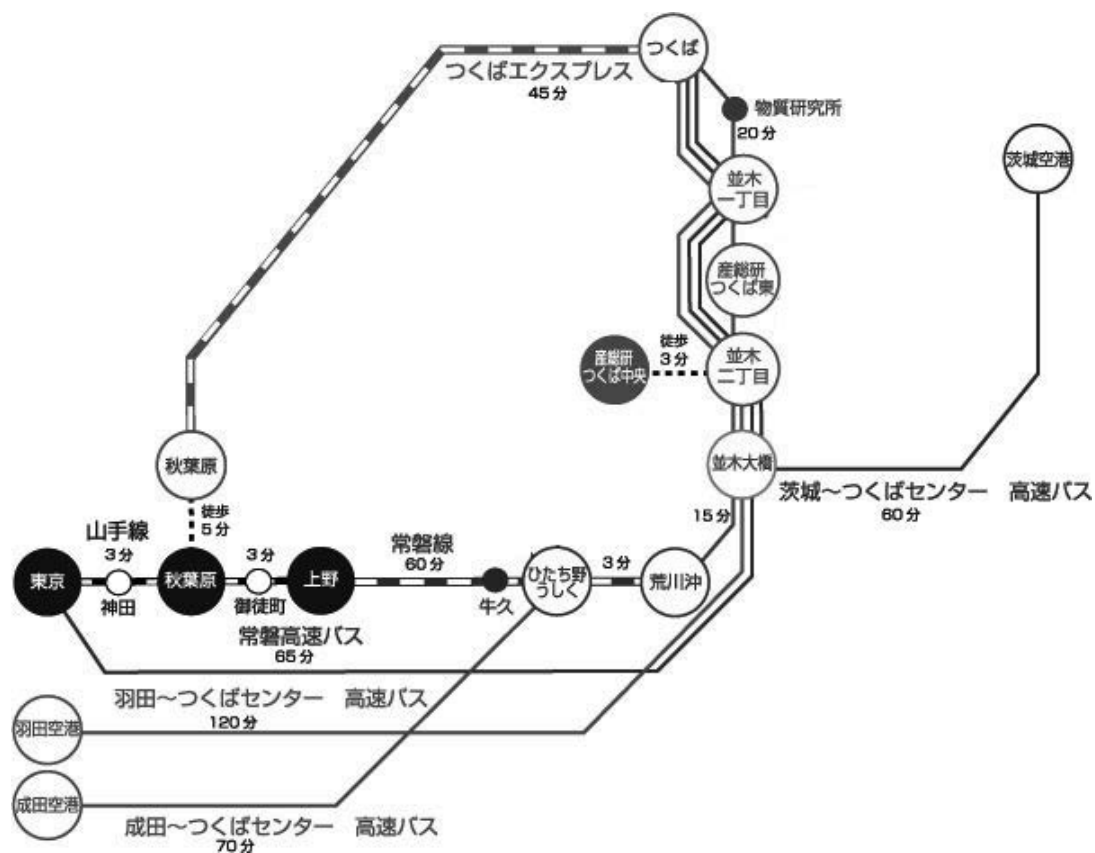 つくば
つくばエクスプレス
45分
物質研究所
20分
茨城空港
並木
一丁目
産総研
つくば東
徒歩
3分
産総研
つくば中央
並木
二丁目
秋葉原
並木大橋
茨城～つくばセンター 高速バス
60分
徒歩
5分
15分
山手線
3分
3分
常磐線
60分
3分
東京
秋葉原
上野
ひたち野
うしく
荒川沖
神田
御徒町
牛久
常磐高速バス
65分
羽田～つくばセンター 高速バス
120分
羽田空港
成田空港
成田～つくばセンター 高速バス
70分